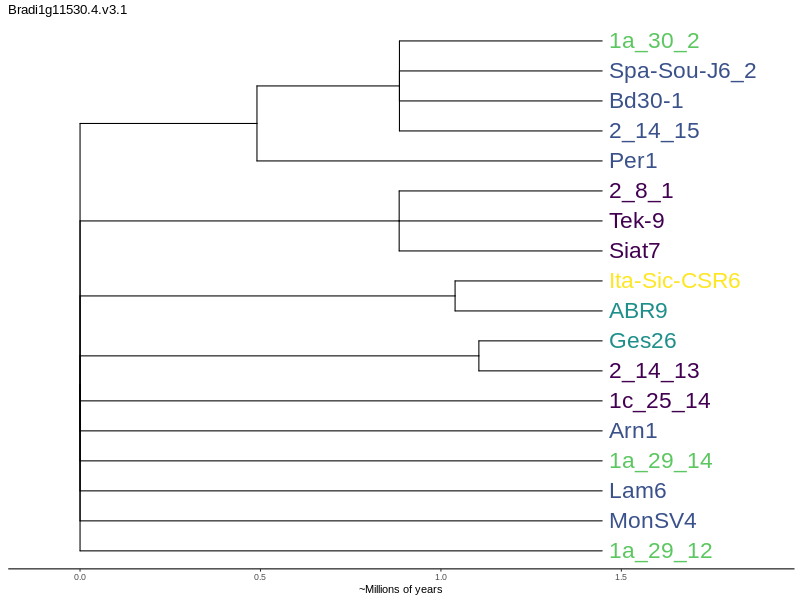 Bradi1g11530.4.v3.1
1a_30_2
Spa-Sou-J6_2
Bd30-1
2_14_15
Per1
2_8_1
Tek-9
Siat7
Ita-Sic-CSR6
ABR9
Ges26
2_14_13
1c_25_14
Arn1
1a_29_14
Lam6
MonSV4
1a_29_12
0.0 0.5 1.0 1.5
~Millions of years